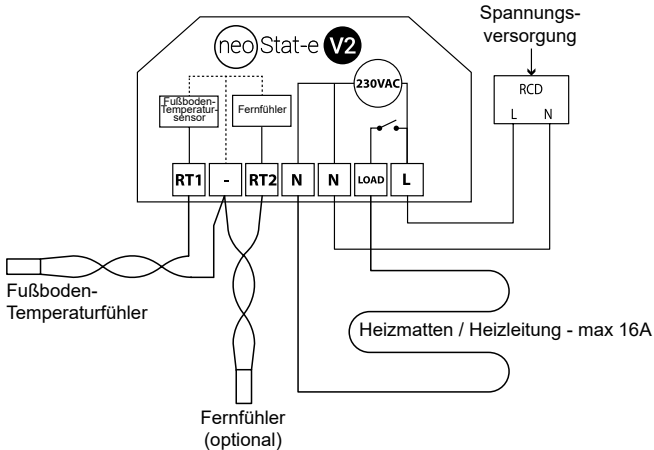 Spannungs-
versorgung
neoStat-e V2
230VAC
RCD
L N
Fußboden-
Temperatur-
sensor
Fernfühler
RT1 - RT2 N N LOAD L
Fußboden-
Temperaturfühler
Heizmatten / Heizleitung - max 16A
Fernfühler
(optional)